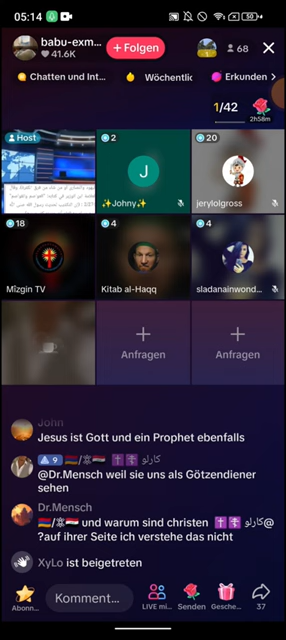 05:14
50
babu-exm...
41.6K
+ Folgen
68
Chatten und Int...
Wöchentlic
Erkunden
1/42
2h58m
Host
2
✨Johny✨
J
20
jerylolgross
18
Mîzgin TV
4
Kitab al-Haqq
4
sladanainwond...
Anfragen
Anfragen
John
Jesus ist Gott und ein Prophet ebenfalls
9 كارلو
@Dr.Mensch weil sie uns als Götzendiener
sehen
Dr.Mensch
@كارلو und warum sind christen
auf ihrer Seite ich verstehe das nicht?
XyLo ist beigetreten
Abonn...
Komment...
LIVE mi...
Senden
Gesche...
37